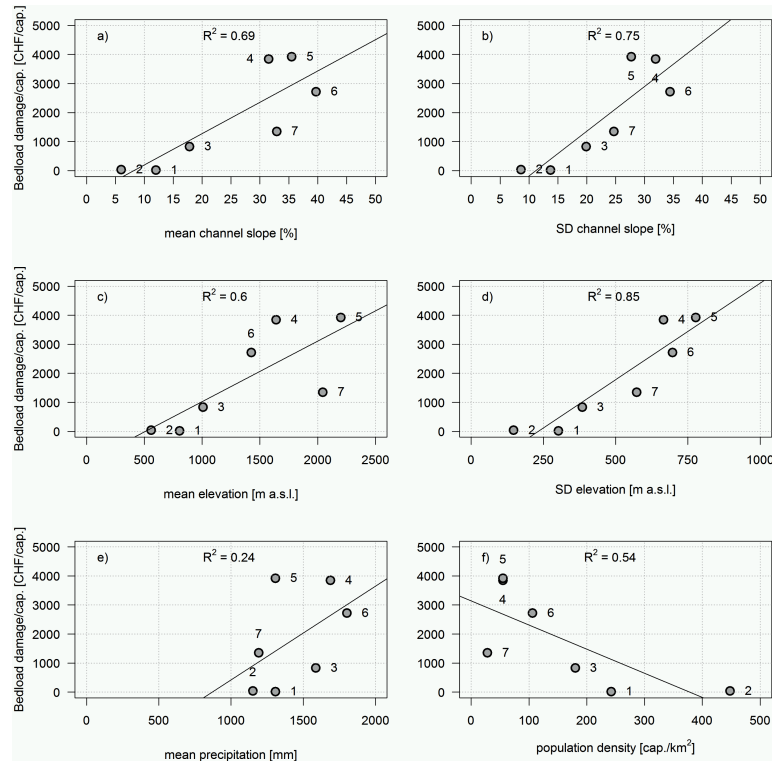 a) R² = 0.69
b) R² = 0.75
Bedload damage/cap. [CHF/cap.]
5000
4000
3000
2000
1000
0
4 5 6 7 3 2 1
5 4 6 7 3 2 1
0 5 10 15 20 25 30 35 40 45 50
0 5 10 15 20 25 30 35 40 45 50
5000
4000
3000
2000
1000
0
mean channel slope [%]
SD channel slope [%]
c) R² = 0.6
d) R² = 0.85
Bedload damage/cap. [CHF/cap.]
5000
4000
3000
2000
1000
0
4 5 6 7 3 2 1
4 5 6 7 3 2 1
0 500 1000 1500 2000 2500
0 250 500 750 1000
5000
4000
3000
2000
1000
0
mean elevation [m a.s.l.]
SD elevation [m a.s.l.]
e) R² = 0.24
f) R² = 0.54
Bedload damage/cap. [CHF/cap.]
5000
4000
3000
2000
1000
0
5 4 6 7 3 2 1
5 4 6 7 3 1 2
0 500 1000 1500 2000
0 100 200 300 400 500
5000
4000
3000
2000
1000
0
mean precipitation [mm]
population density [cap./km²]